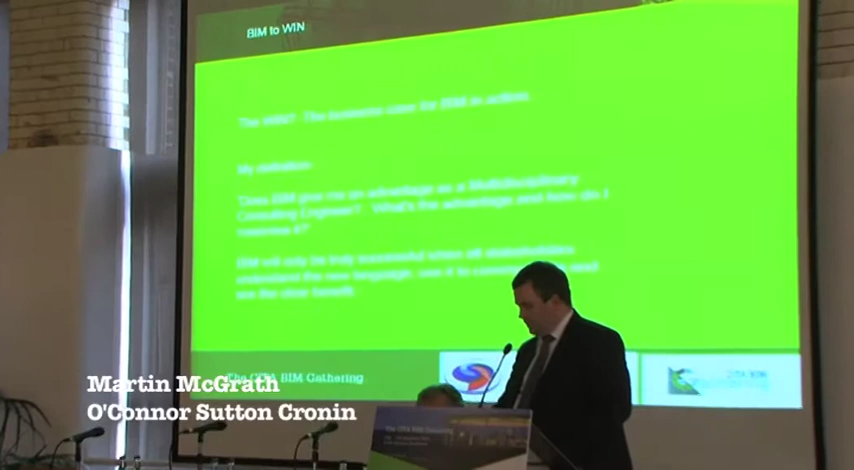 BIM to WIN
The WIN? The business case for BIM in action.
My definition:
Does BIM give me an advantage as a Multidisciplinary
Consulting Engineer? What's the advantage and how do I
maximise it?
BIM will only be truly successful when all stakeholders
understand the new language, use it to communicate and
see the clear benefit.
The CITA BIM Gathering
Martin McGrath
O'Connor Sutton Cronin
CITA BIM